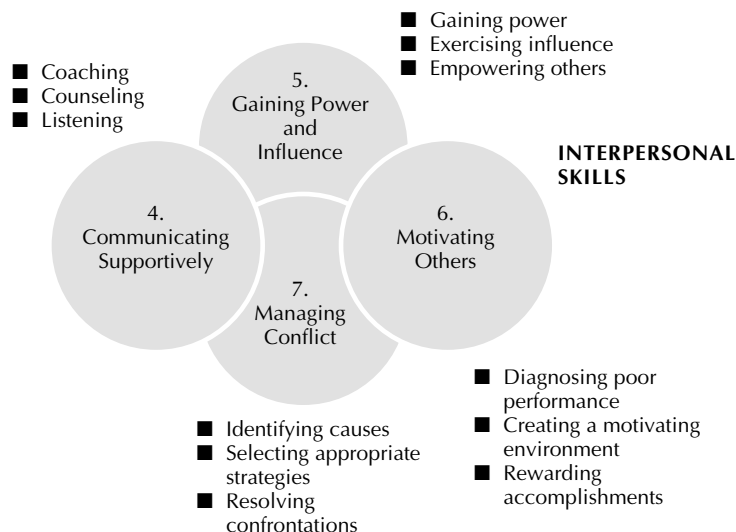 ■ Gaining power
■ Exercising influence
■ Empowering others
■ Coaching
■ Counseling
■ Listening
5.
Gaining Power
and
Influence
INTERPERSONAL
SKILLS
4.
Communicating
Supportively
6.
Motivating
Others
7.
Managing
Conflict
■ Diagnosing poor
performance
■ Creating a motivating
environment
■ Rewarding
accomplishments
■ Identifying causes
■ Selecting appropriate
strategies
■ Resolving
confrontations